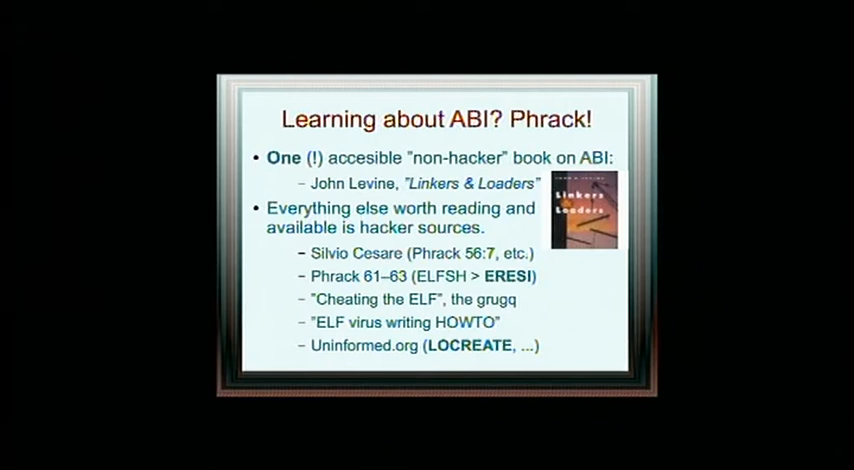 Learning about ABI? Phrack!
• One (!) accesible "non-hacker" book on ABI:
– John Levine, "Linkers & Loaders"
Linkers
Loaders
• Everything else worth reading and
available is hacker sources.
– Silvio Cesare (Phrack 56:7, etc.)
– Phrack 61–63 (ELFSH > ERESI)
– "Cheating the ELF", the grugq
– "ELF virus writing HOWTO"
– Uninformed.org (LOCREATE, ...)